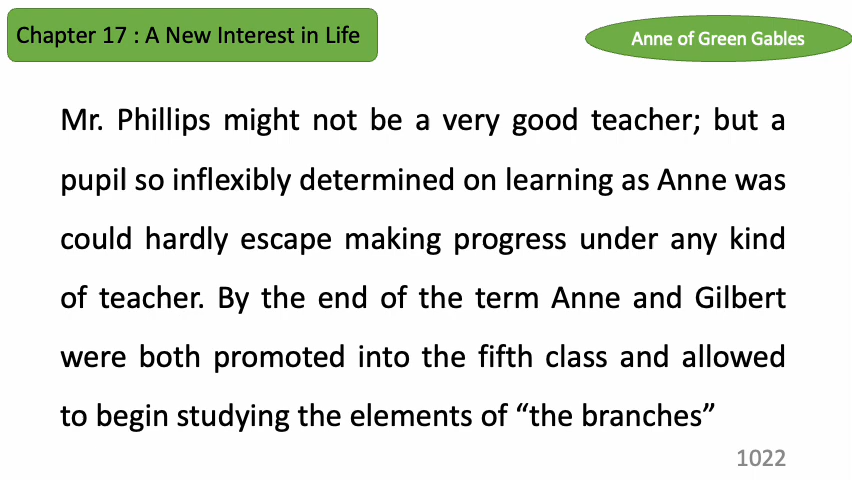 Chapter 17 : A New Interest in Life
Anne of Green Gables
Mr. Phillips might not be a very good teacher; but a
pupil so inflexibly determined on learning as Anne was
could hardly escape making progress under any kind
of teacher. By the end of the term Anne and Gilbert
were both promoted into the fifth class and allowed
to begin studying the elements of “the branches”
1022